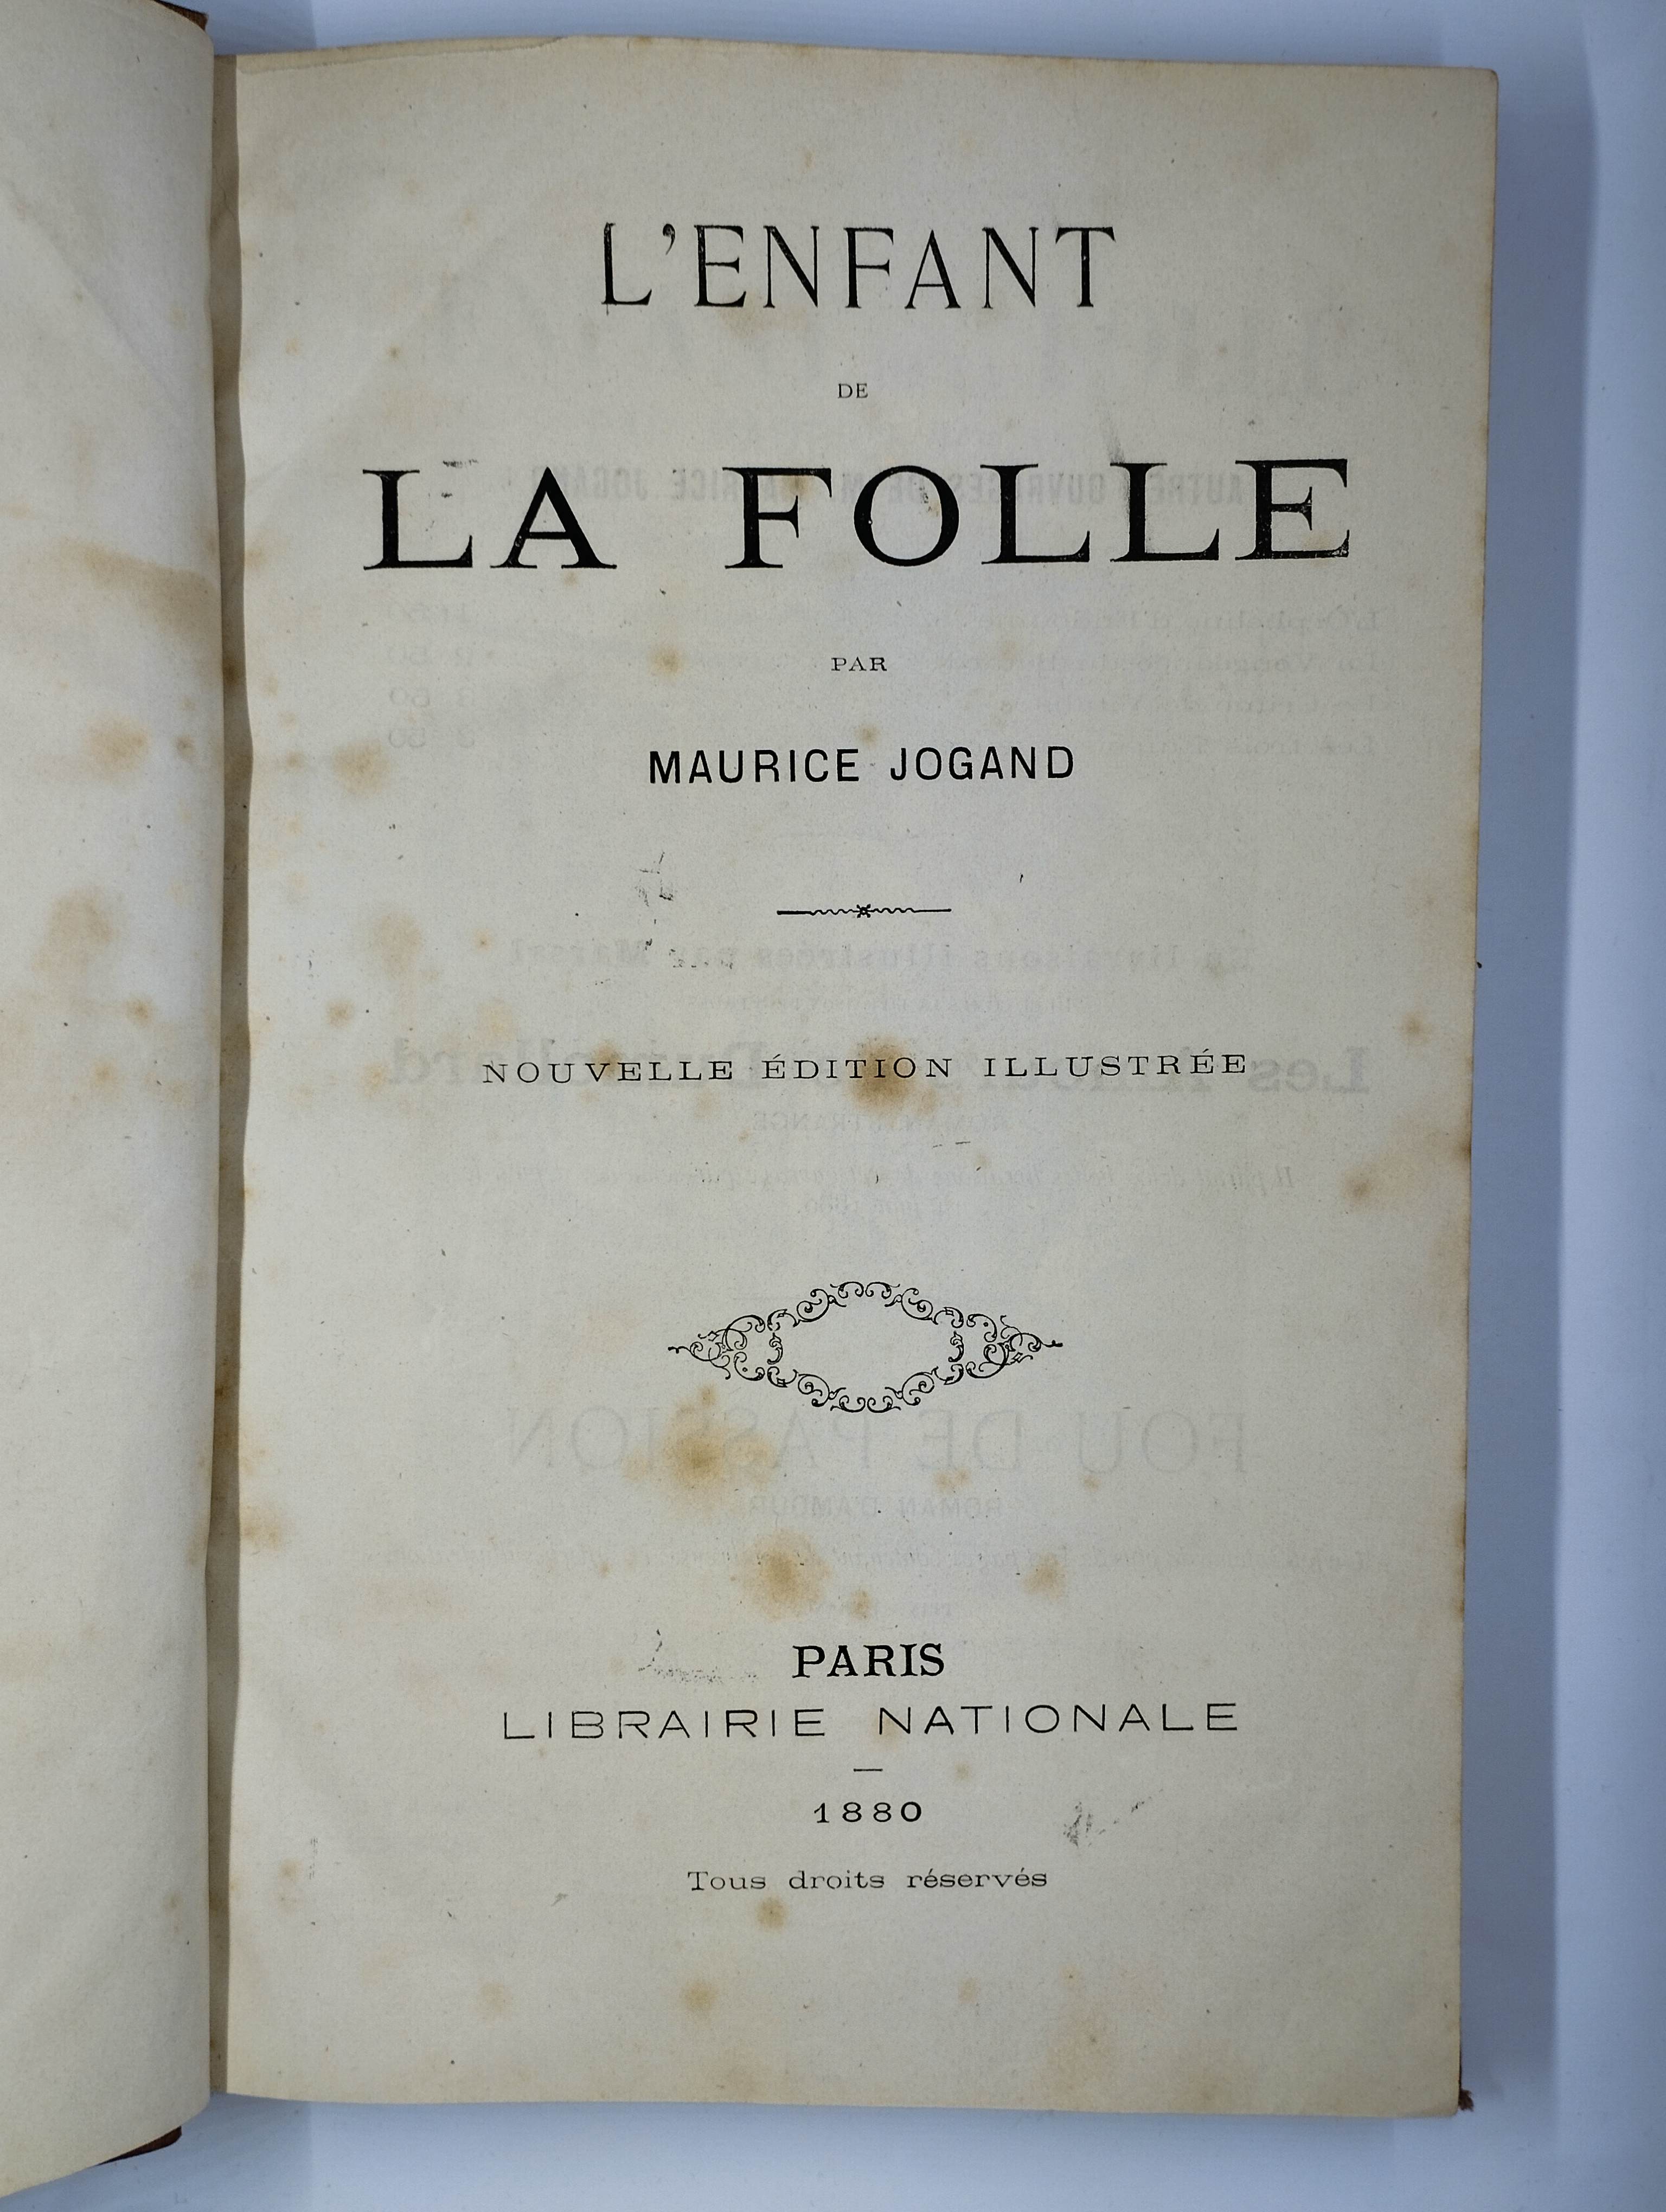 L'ENFANT
DE
LA FOLLE
PAR
MAURICE JOGAND
NOUVELLE ÉDITION ILLUSTRÉE
PARIS
LIBRAIRIE NATIONALE
1880
Tous droits réservés